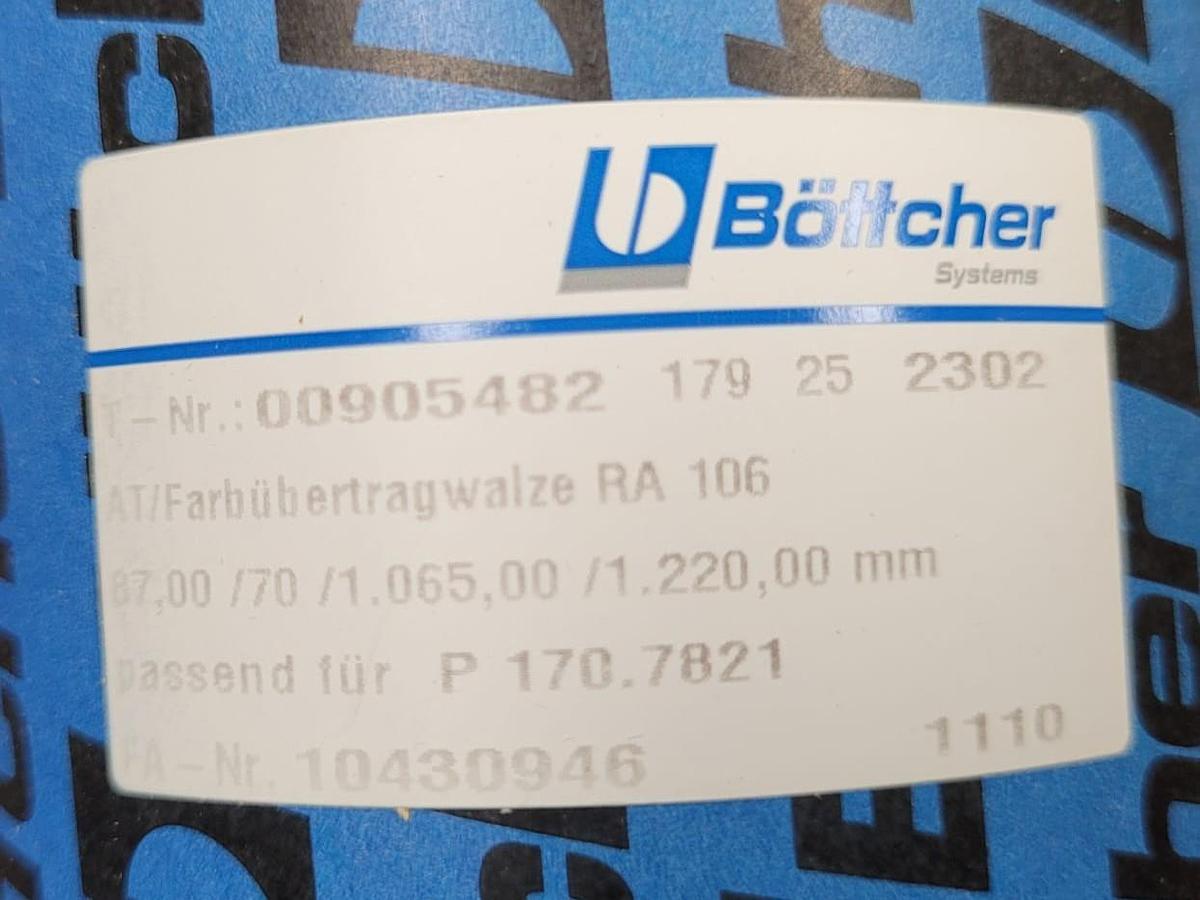 Böttcher
Systems
T-Nr.: 00905482 179 25 2302
AT/Farbübertragwalze RA 106
87,00 /70 /1.065,00 /1.220,00 mm
passend für P 170.7821
FA-Nr. 10430946 1110